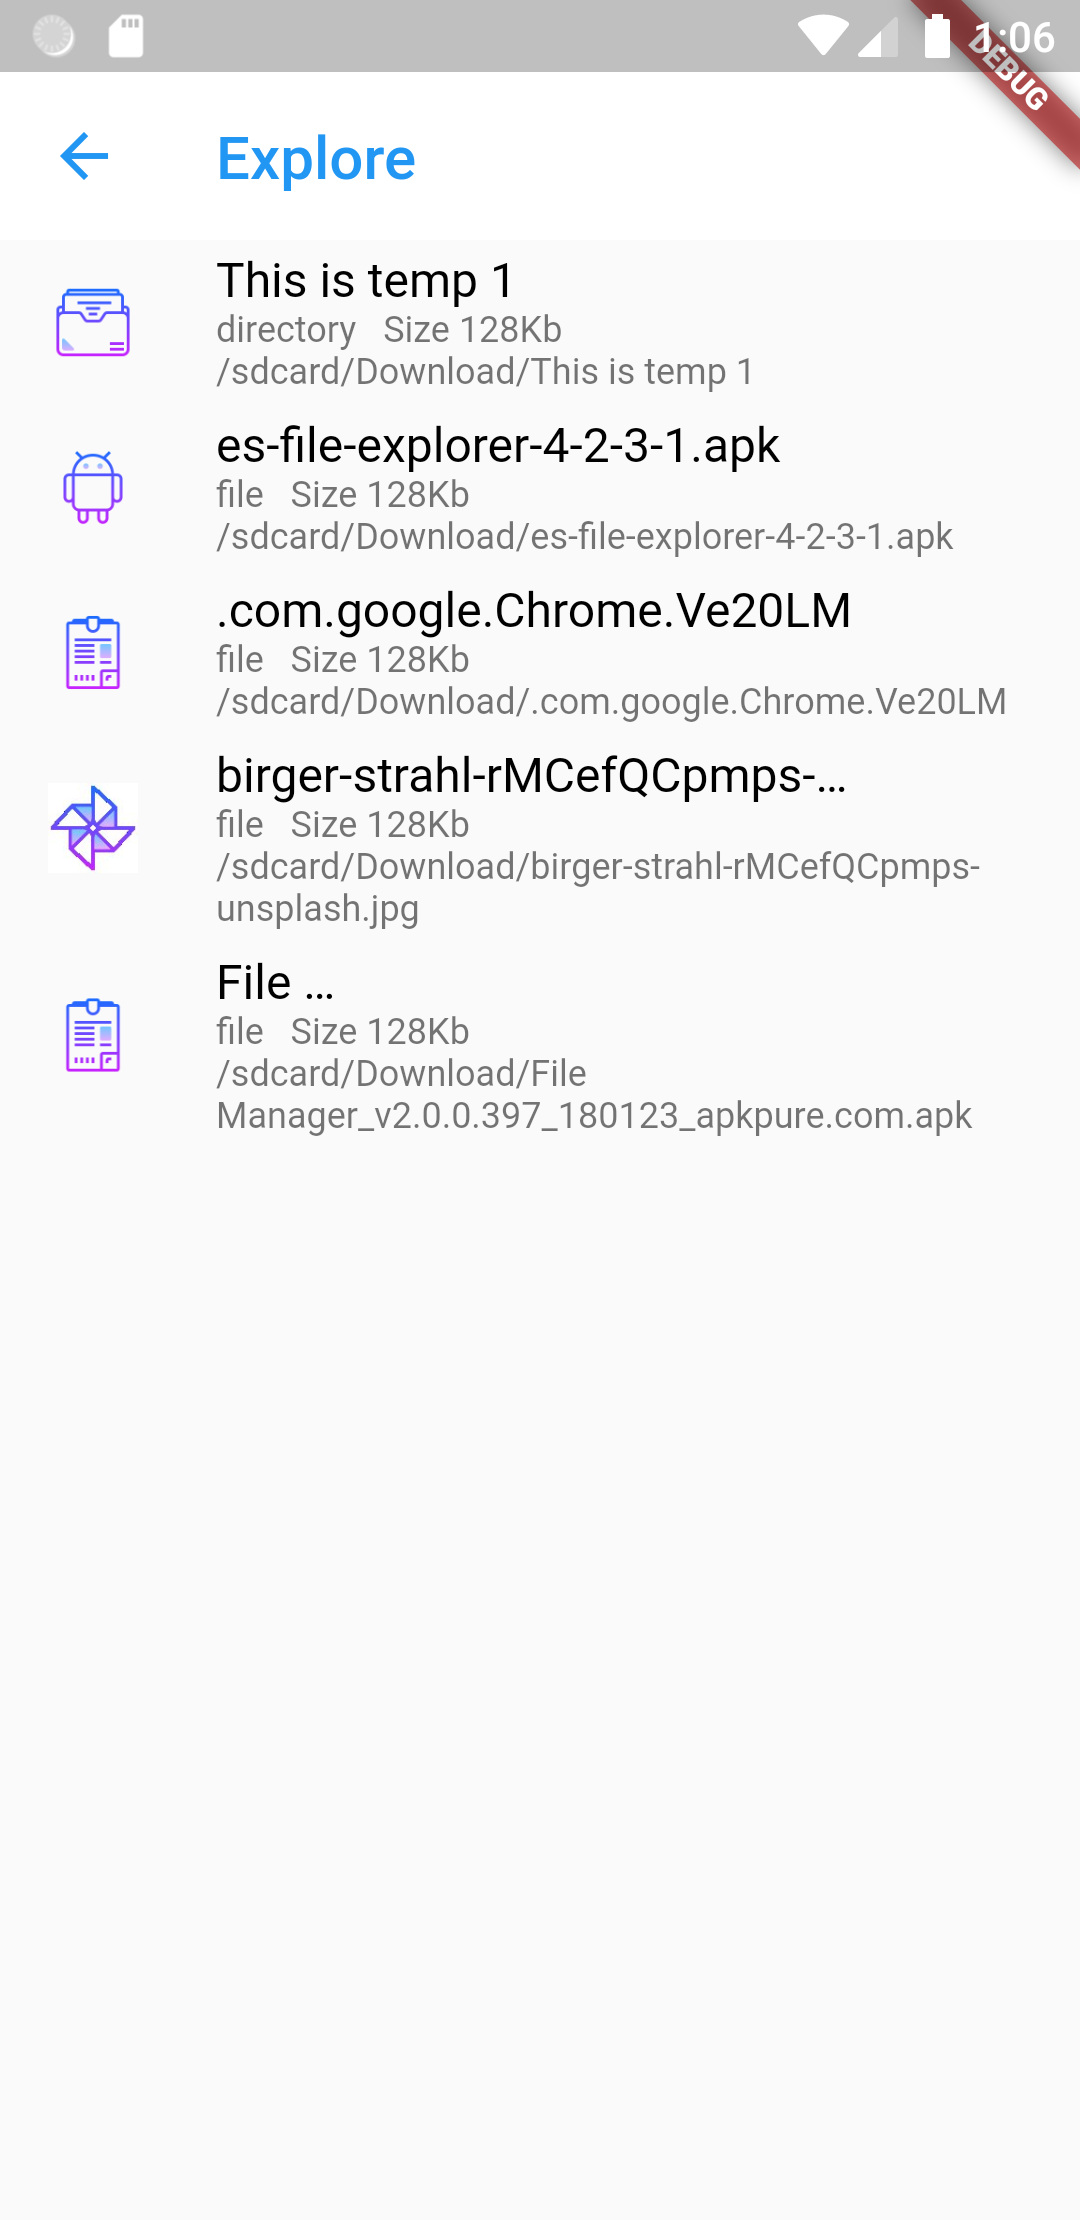 1:06
DEBUG
Explore
This is temp 1
directory   Size 128Kb
/sdcard/Download/This is temp 1
es-file-explorer-4-2-3-1.apk
file   Size 128Kb
/sdcard/Download/es-file-explorer-4-2-3-1.apk
.com.google.Chrome.Ve20LM
file   Size 128Kb
/sdcard/Download/.com.google.Chrome.Ve20LM
birger-strahl-rMCefQCpmps-...
file   Size 128Kb
/sdcard/Download/birger-strahl-rMCefQCpmps-
unsplash.jpg
File ...
file   Size 128Kb
/sdcard/Download/File
Manager_v2.0.0.397_180123_apkpure.com.apk